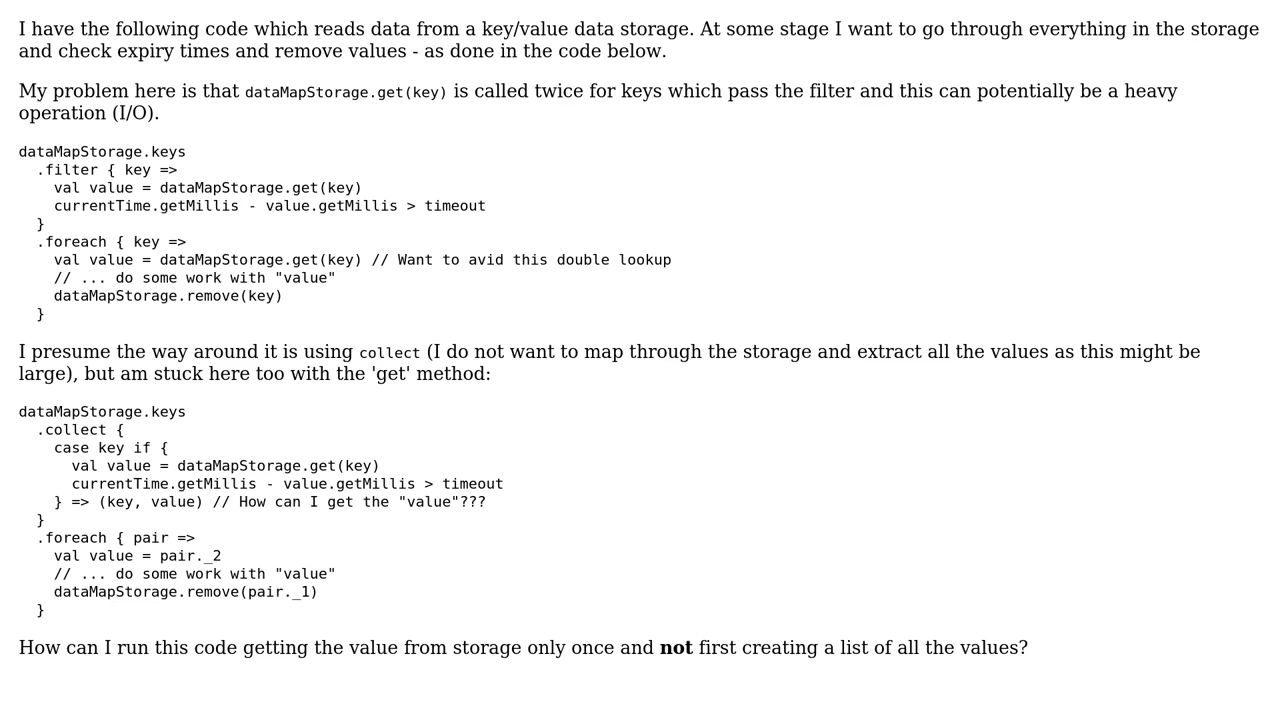 I have the following code which reads data from a key/value data storage. At some stage I want to go through everything in the storage
and check expiry times and remove values - as done in the code below.
My problem here is that dataMapStorage.get(key) is called twice for keys which pass the filter and this can potentially be a heavy
operation (I/O).
dataMapStorage.keys
  .filter { key =>
    val value = dataMapStorage.get(key)
    currentTime.getMillis - value.getMillis > timeout
  }
  .foreach { key =>
    val value = dataMapStorage.get(key) // Want to avid this double lookup
    // ... do some work with "value"
    dataMapStorage.remove(key)
  }
I presume the way around it is using collect (I do not want to map through the storage and extract all the values as this might be
large), but am stuck here too with the 'get' method:
dataMapStorage.keys
  .collect {
    case key if {
      val value = dataMapStorage.get(key)
      currentTime.getMillis - value.getMillis > timeout
    } => (key, value) // How can I get the "value"???
  }
  .foreach { pair =>
    val value = pair._2
    // ... do some work with "value"
    dataMapStorage.remove(pair._1)
  }
How can I run this code getting the value from storage only once and not first creating a list of all the values?